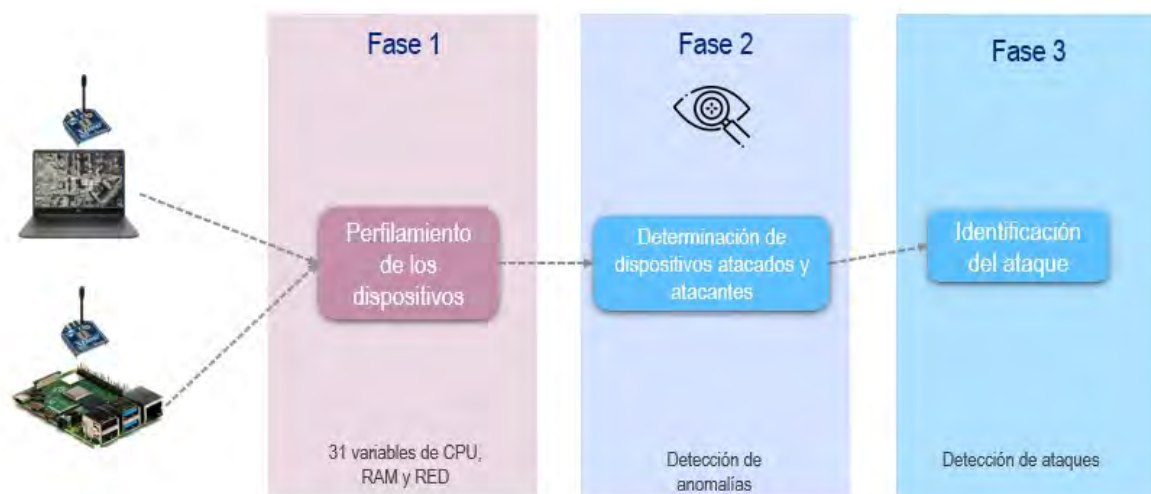 Fase 1
Perfilamiento
de los
dispositivos
31 variables de CPU,
RAM y RED
Fase 2
Determinación de
dispositivos atacados y
atacantes
Detección de
anomalías
Fase 3
Identificación
del ataque
Detección de ataques